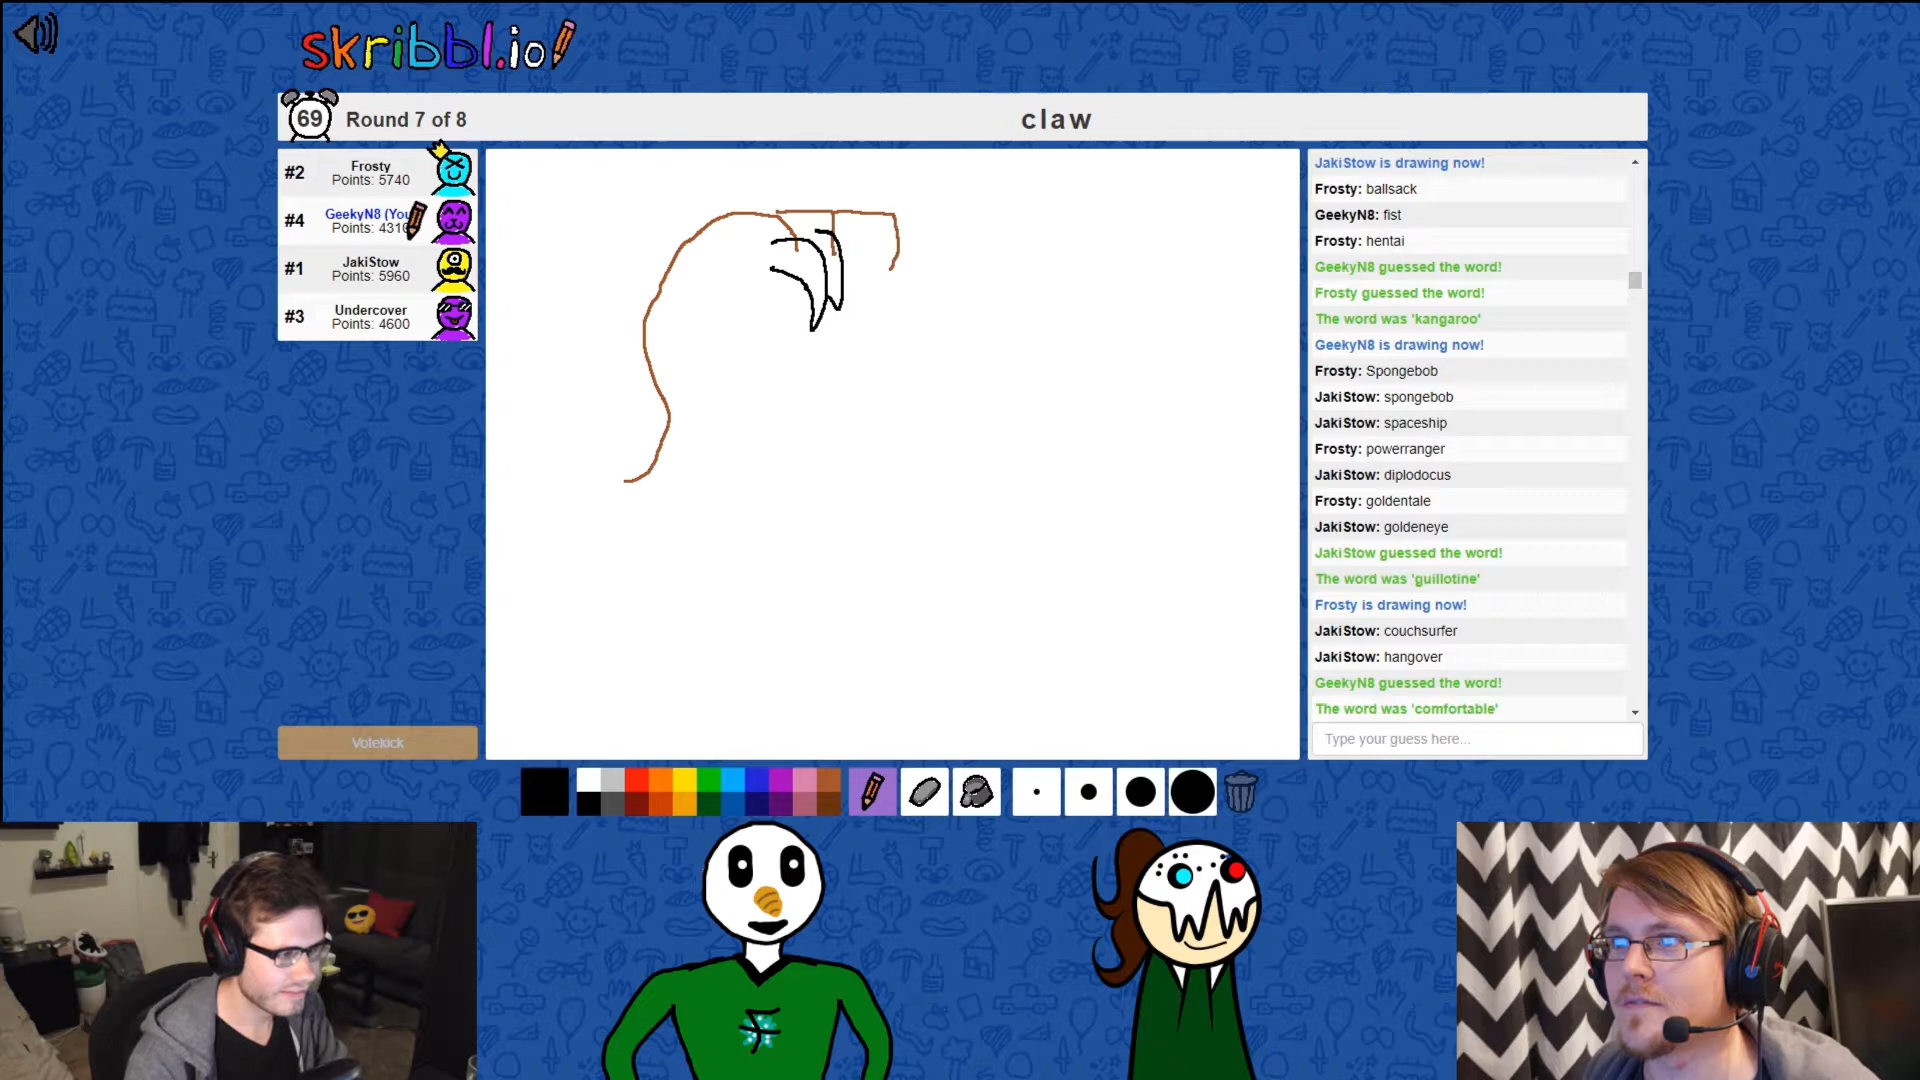 skribbl.io
69 Round 7 of 8 claw
#2 Frosty
Points: 5740
#4 GeekyN8 (You
Points: 4310
#1 JakiStow
Points: 5960
#3 Undercover
Points: 4600
Votekick
JakiStow is drawing now!
Frosty: ballsack
GeekyN8: fist
Frosty: hentai
GeekyN8 guessed the word!
Frosty guessed the word!
The word was 'kangaroo'
GeekyN8 is drawing now!
Frosty: Spongebob
JakiStow: spongebob
JakiStow: spaceship
Frosty: powerranger
JakiStow: diplodocus
Frosty: goldentale
JakiStow: goldeneye
JakiStow guessed the word!
The word was 'guillotine'
Frosty is drawing now!
JakiStow: couchsurfer
JakiStow: hangover
GeekyN8 guessed the word!
The word was 'comfortable'
Type your guess here...